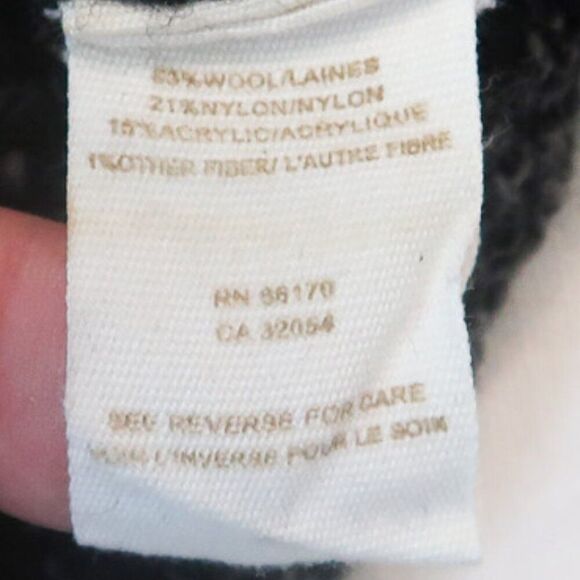 63% WOOL/LAINES
21% NYLON/NYLON
15% ACRYLIC/ACRYLIQUE
1% OTHER FIBER/ L'AUTRE FIBRE
RN 66170
CA 32054
SEE REVERSE FOR CARE
VOIR L'INVERSE POUR LE SOIN